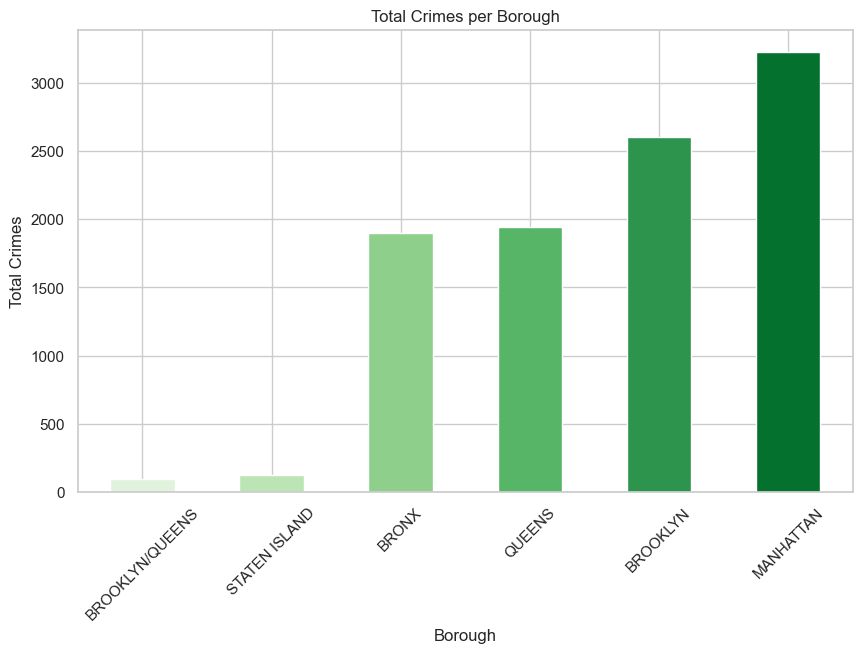 Total Crimes per Borough
Total Crimes
3000
2500
2000
1500
1000
500
0
BROOKLYN/QUEENS
STATEN ISLAND
BRONX
QUEENS
BROOKLYN
MANHATTAN
Borough